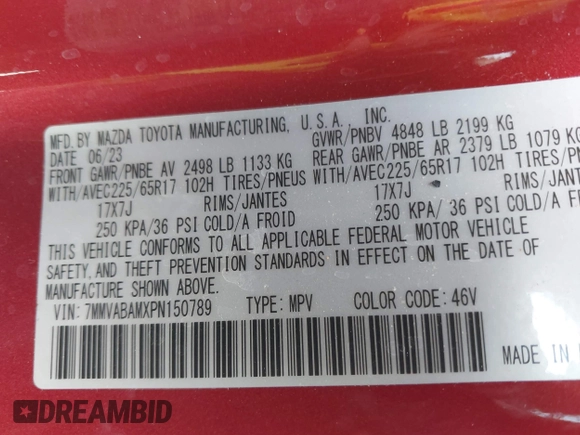 MFD. BY MAZDA TOYOTA MANUFACTURING, U.S.A., INC.
DATE 06/23 GVWR/PNBV 4848 LB 2199 KG
FRONT GAWR/PNBE AV 2498 LB 1133 KG REAR GAWR/PNBE AR 2379 LB 1079 KG
WITH/AVEC225/65R17 102H TIRES/PNEUS WITH/AVEC225/65R17 102H TIRES/PNEU
17X7J RIMS/JANTES 17X7J RIMS/JANTES
250 KPA/36 PSI COLD/A FROID 250 KPA/ 36 PSI COLD/A FRO
THIS VEHICLE CONFORMS TO ALL APPLICABLE FEDERAL MOTOR VEHICLE
SAFETY, AND THEFT PREVENTION STANDARDS IN EFFECT ON THE DATE OF
MANUFACTURE SHOWN ABOVE.
VIN: 7MMVABAMXPN150789 TYPE: MPV COLOR CODE: 46V
MADE IN
DREAMBID